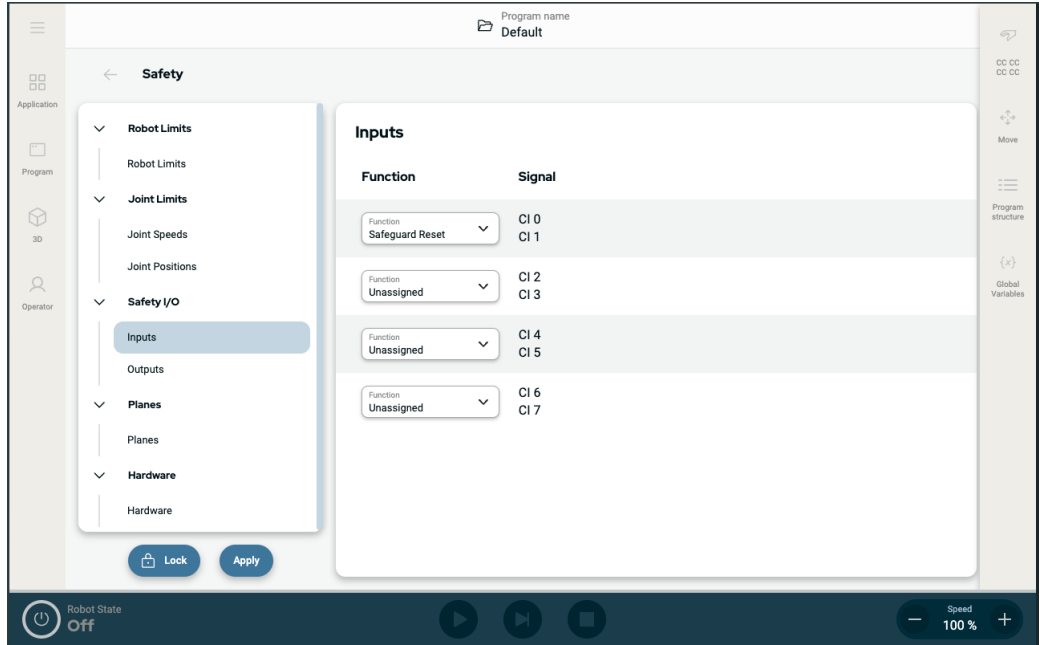 Program name
Default
CC CC
CC CC
Application
Program
3D
Operator
Safety
Robot Limits
Robot Limits
Joint Limits
Joint Speeds
Joint Positions
Safety I/O
Inputs
Outputs
Planes
Planes
Hardware
Hardware
Lock
Apply
Inputs
Function
Signal
Function
Safeguard Reset
CI 0
CI 1
Function
Unassigned
CI 2
CI 3
Function
Unassigned
CI 4
CI 5
Function
Unassigned
CI 6
CI 7
Move
Program
structure
{x}
Global
Variables
Robot State
Off
Speed
100 %